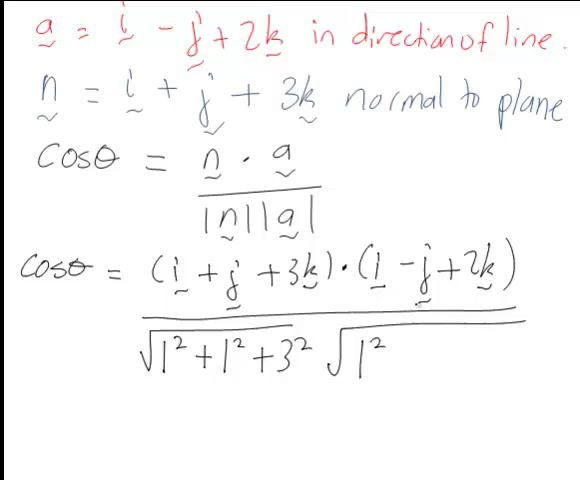 a = i - j + 2k in direction of line.
n = i + j + 3k normal to plane
cosθ = n · a
|n||a|
cosθ = (i + j + 3k) · (i - j + 2k)
√1² + 1² + 3² √1²